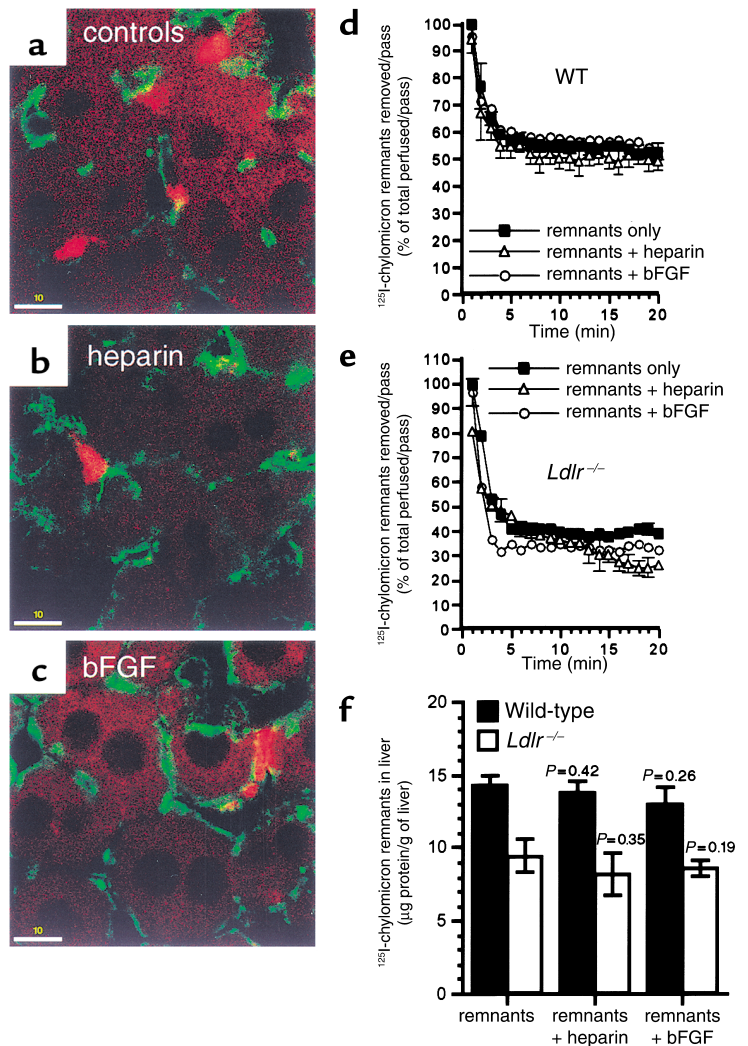 a
controls
10
b
heparin
10
c
bFGF
10
d
¹²⁵I-chylomicron remnants removed/pass
(% of total perfused/pass)
100
90
80
70
60
50
40
30
20
10
0
WT
remnants only
remnants + heparin
remnants + bFGF
0 5 10 15 20
Time (min)
e
¹²⁵I-chylomicron remnants removed/pass
(% of total perfused/pass)
110
100
90
80
70
60
50
40
30
20
10
0
remnants only
remnants + heparin
remnants + bFGF
Ldlr −/−
0 5 10 15 20
Time (min)
f
¹²⁵I-chylomicron remnants in liver
(µg protein/g of liver)
20
15
10
5
0
Wild-type
Ldlr −/−
P=0.42
P=0.35
P=0.26
P=0.19
remnants
remnants
+ heparin
remnants
+ bFGF